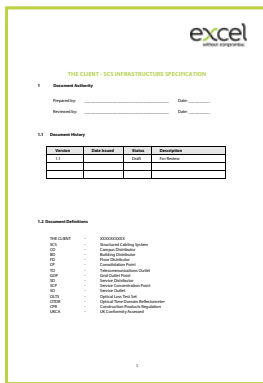 excel
without compromise.
THE CLIENT - SCS INFRASTRUCTURE SPECIFICATION
1 Document Authority
Prepared by: ______________________ Date: __________
Reviewed by: ______________________ Date: __________
1.1 Document History
Version Date Issued Status Description
1.1 Draft For Review
1.2 Document Definitions
THE CLIENT - XXXXXXXXXX
SCS - Structured Cabling System
CD - Campus Distributor
BD - Building Distributor
FD - Floor Distributor
CP - Consolidation Point
TO - Telecommunications Outlet
GOP - Grid Outlet Point
SD - Service Distributor
SCP - Service Concentration Point
SO - Service Outlet
OLTS - Optical Loss Test Set
OTDR - Optical Time Domain Reflectometer
CPR - Construction Products Regulation
UKCA - UK Conformity Assessed